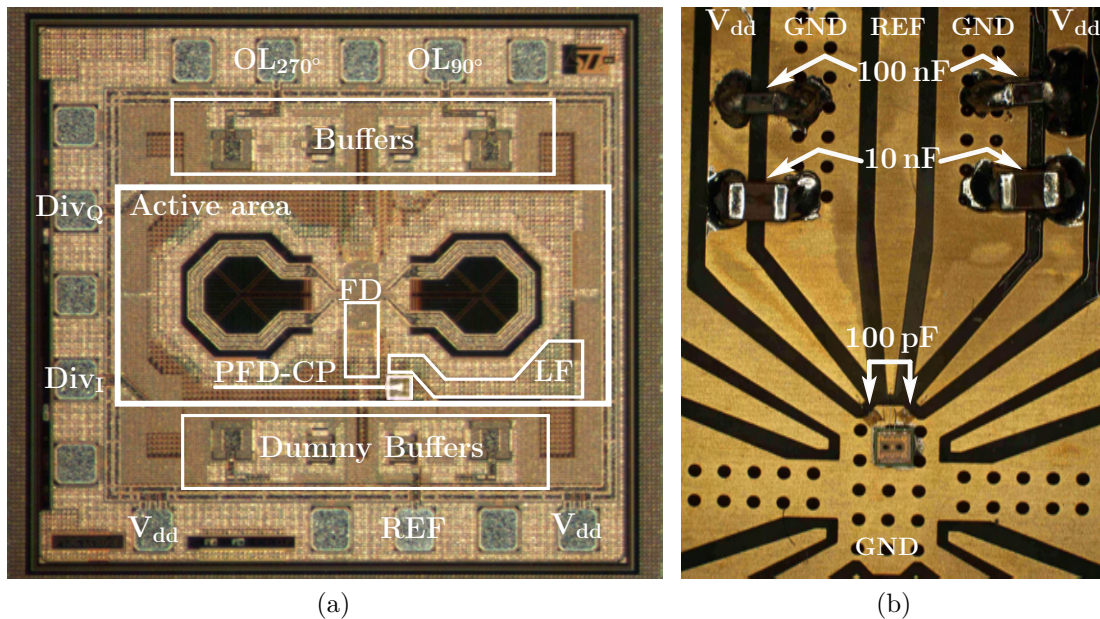 OL270° OL90°
Buffers
DivQ
Active area
FD
DivI
PFD-CP
LF
Dummy Buffers
Vdd REF Vdd
(a)
Vdd GND REF GND Vdd
100 nF
10 nF
100 pF
GND
(b)